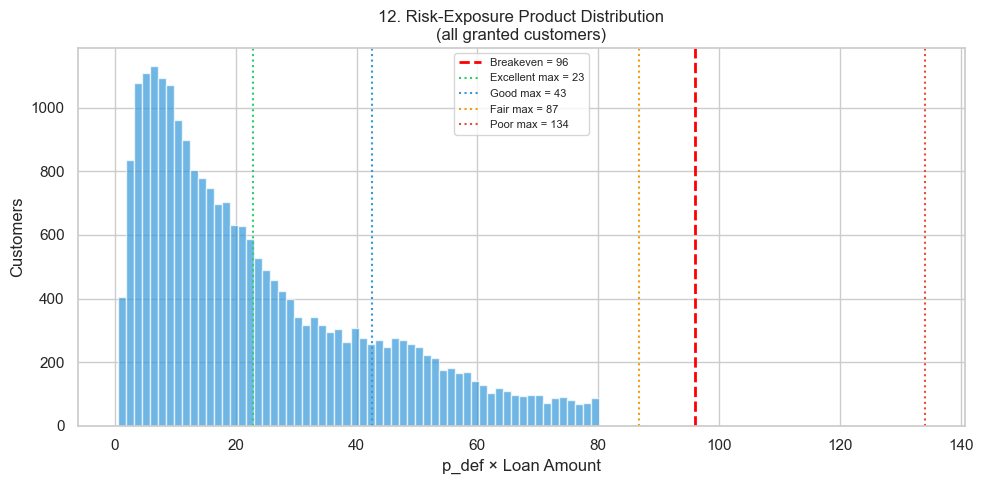 12. Risk-Exposure Product Distribution
(all granted customers)
Breakeven = 96
Excellent max = 23
Good max = 43
Fair max = 87
Poor max = 134
Customers
1000
800
600
400
200
0
0 20 40 60 80 100 120 140
p_def × Loan Amount